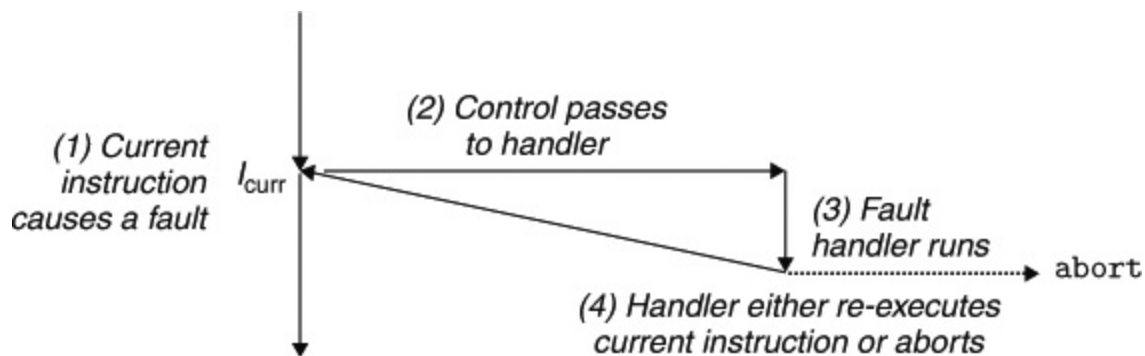 (2) Control passes
to handler
(1) Current
instruction
causes a fault
Icurr
(3) Fault
handler runs
abort
(4) Handler either re-executes
current instruction or aborts